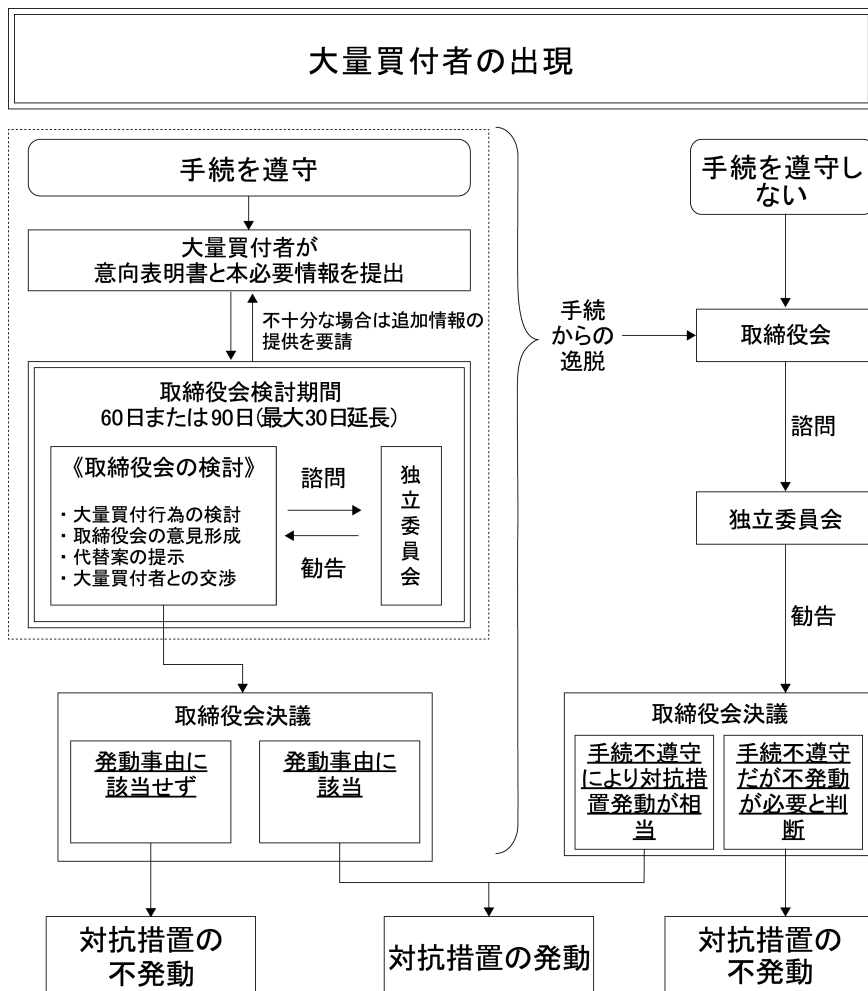 大量買付者の出現
手続を遵守
大量買付者が
意向表明書と本必要情報を提出
不十分な場合は追加情報の
提供を要請
取締役会検討期間
60日または90日(最大30日延長)
《取締役会の検討》
・大量買付行為の検討
・取締役会の意見形成
・代替案の提示
・大量買付者との交渉
諮問
勧告
独立委員会
取締役会決議
発動事由に
該当せず
発動事由に
該当
対抗措置の
不発動
手続
からの
逸脱
手続を遵守し
ない
取締役会
諮問
独立委員会
勧告
取締役会決議
手続不遵守
により対抗措
置発動が相
当
手続不遵守
だが不発動
が必要と判
断
対抗措置の発動
対抗措置の
不発動